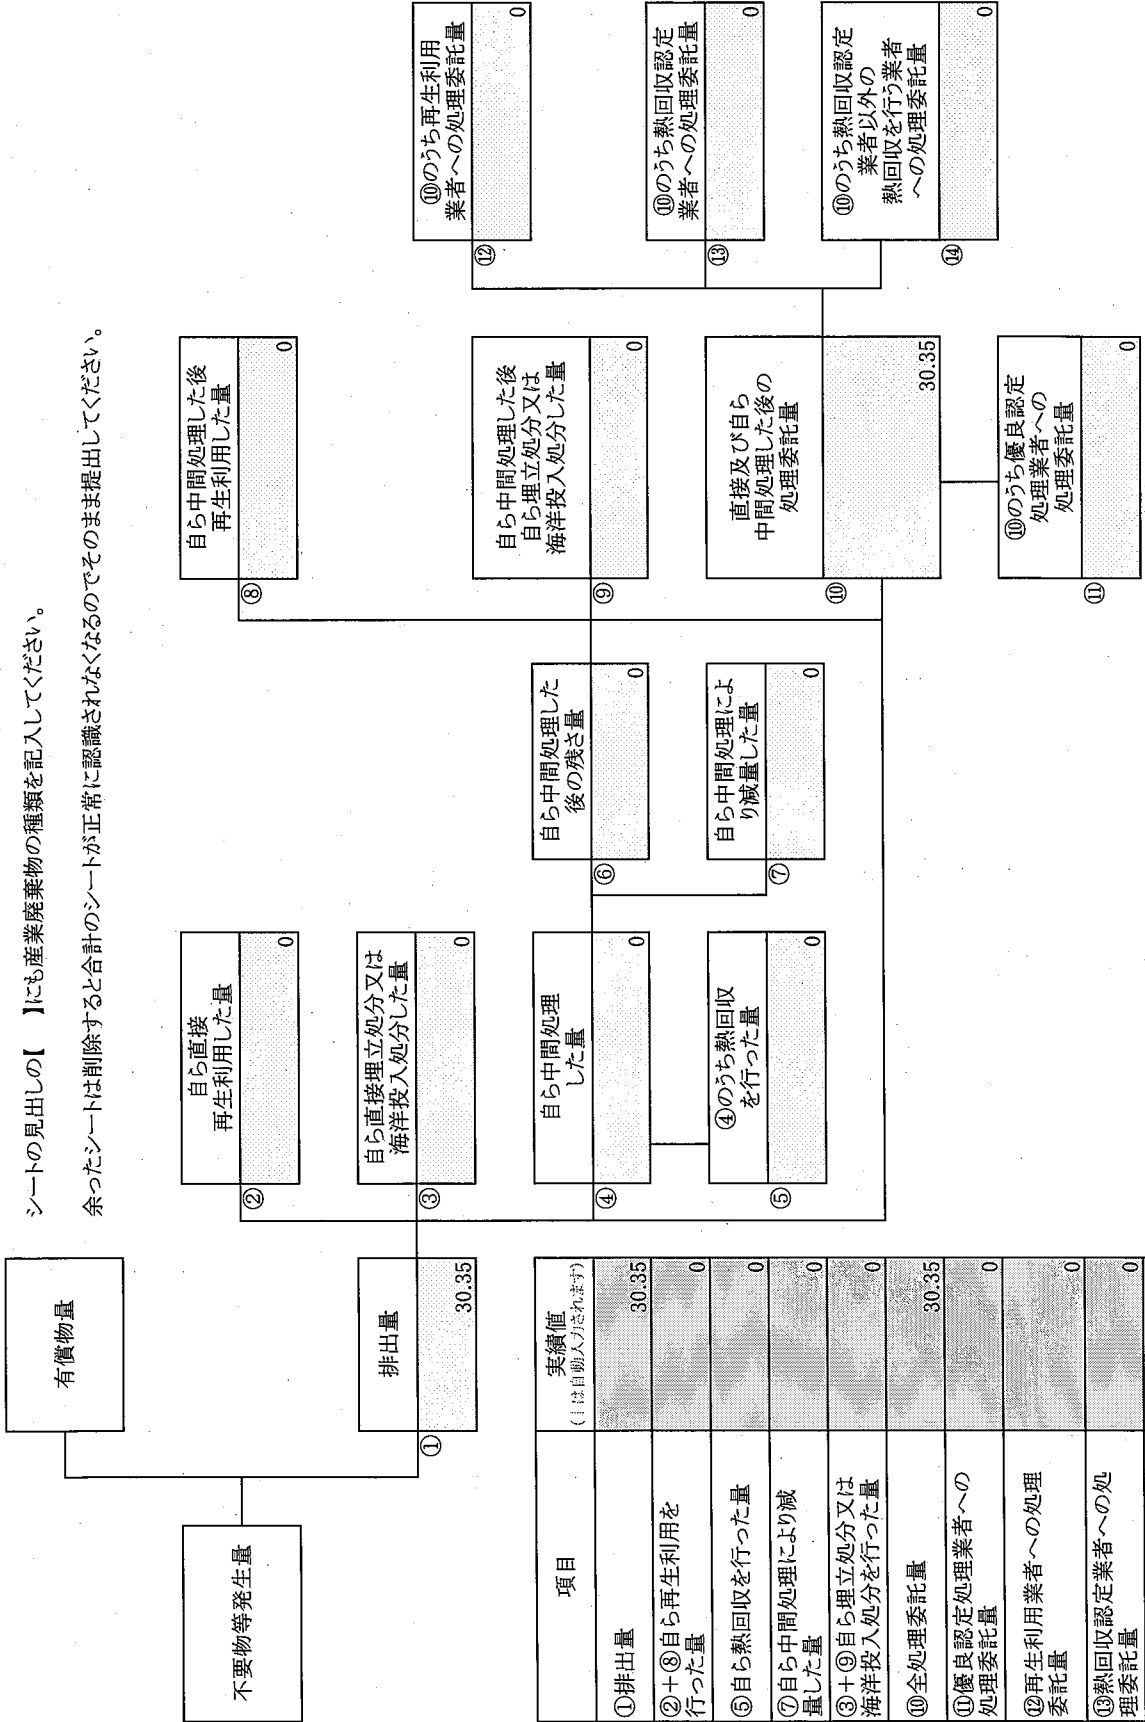 シートの見出しの【　　】にも産業廃棄物の種類を記入してください。
余ったシートは削除すると合計のシートが正常に認識されなくなるのでそのまま提出してください。
不要物等発生量
有償物量
①
排出量
30.35
②
自ら直接
再生利用した量
0
③
自ら直接埋立処分又は
海洋投入処分した量
0
④
自ら中間処理
した量
0
⑤
④のうち熱回収
を行った量
0
⑥
自ら中間処理した
後の残さ量
0
⑦
自ら中間処理によ
り減量した量
0
⑧
自ら中間処理した後
再生利用した量
0
⑨
自ら中間処理した後
自ら埋立処分又は
海洋投入処分した量
0
⑩
直接及び自ら
中間処理した後の
処理委託量
30.35
⑪
⑩のうち優良認定
処理業者への
処理委託量
0
⑫
⑩のうち再生利用
業者への処理委託量
0
⑬
⑩のうち熱回収認定
業者への処理委託量
0
⑭
⑩のうち熱回収認定
業者以外の
熱回収を行う業者
への処理委託量
0
項目
実績値
は自動入力されます)
①排出量
30.35
②+⑧自ら再生利用を
行った量
0
⑤自ら熱回収を行った量
0
⑦自ら中間処理により減
量した量
0
③+⑨自ら埋立処分又は
海洋投入処分を行った量
0
⑩全処理委託量
30.35
⑪優良認定処理業者への
処理委託量
0
⑫再生利用業者への処理
委託量
0
⑬熱回収認定業者への処
理委託量
0